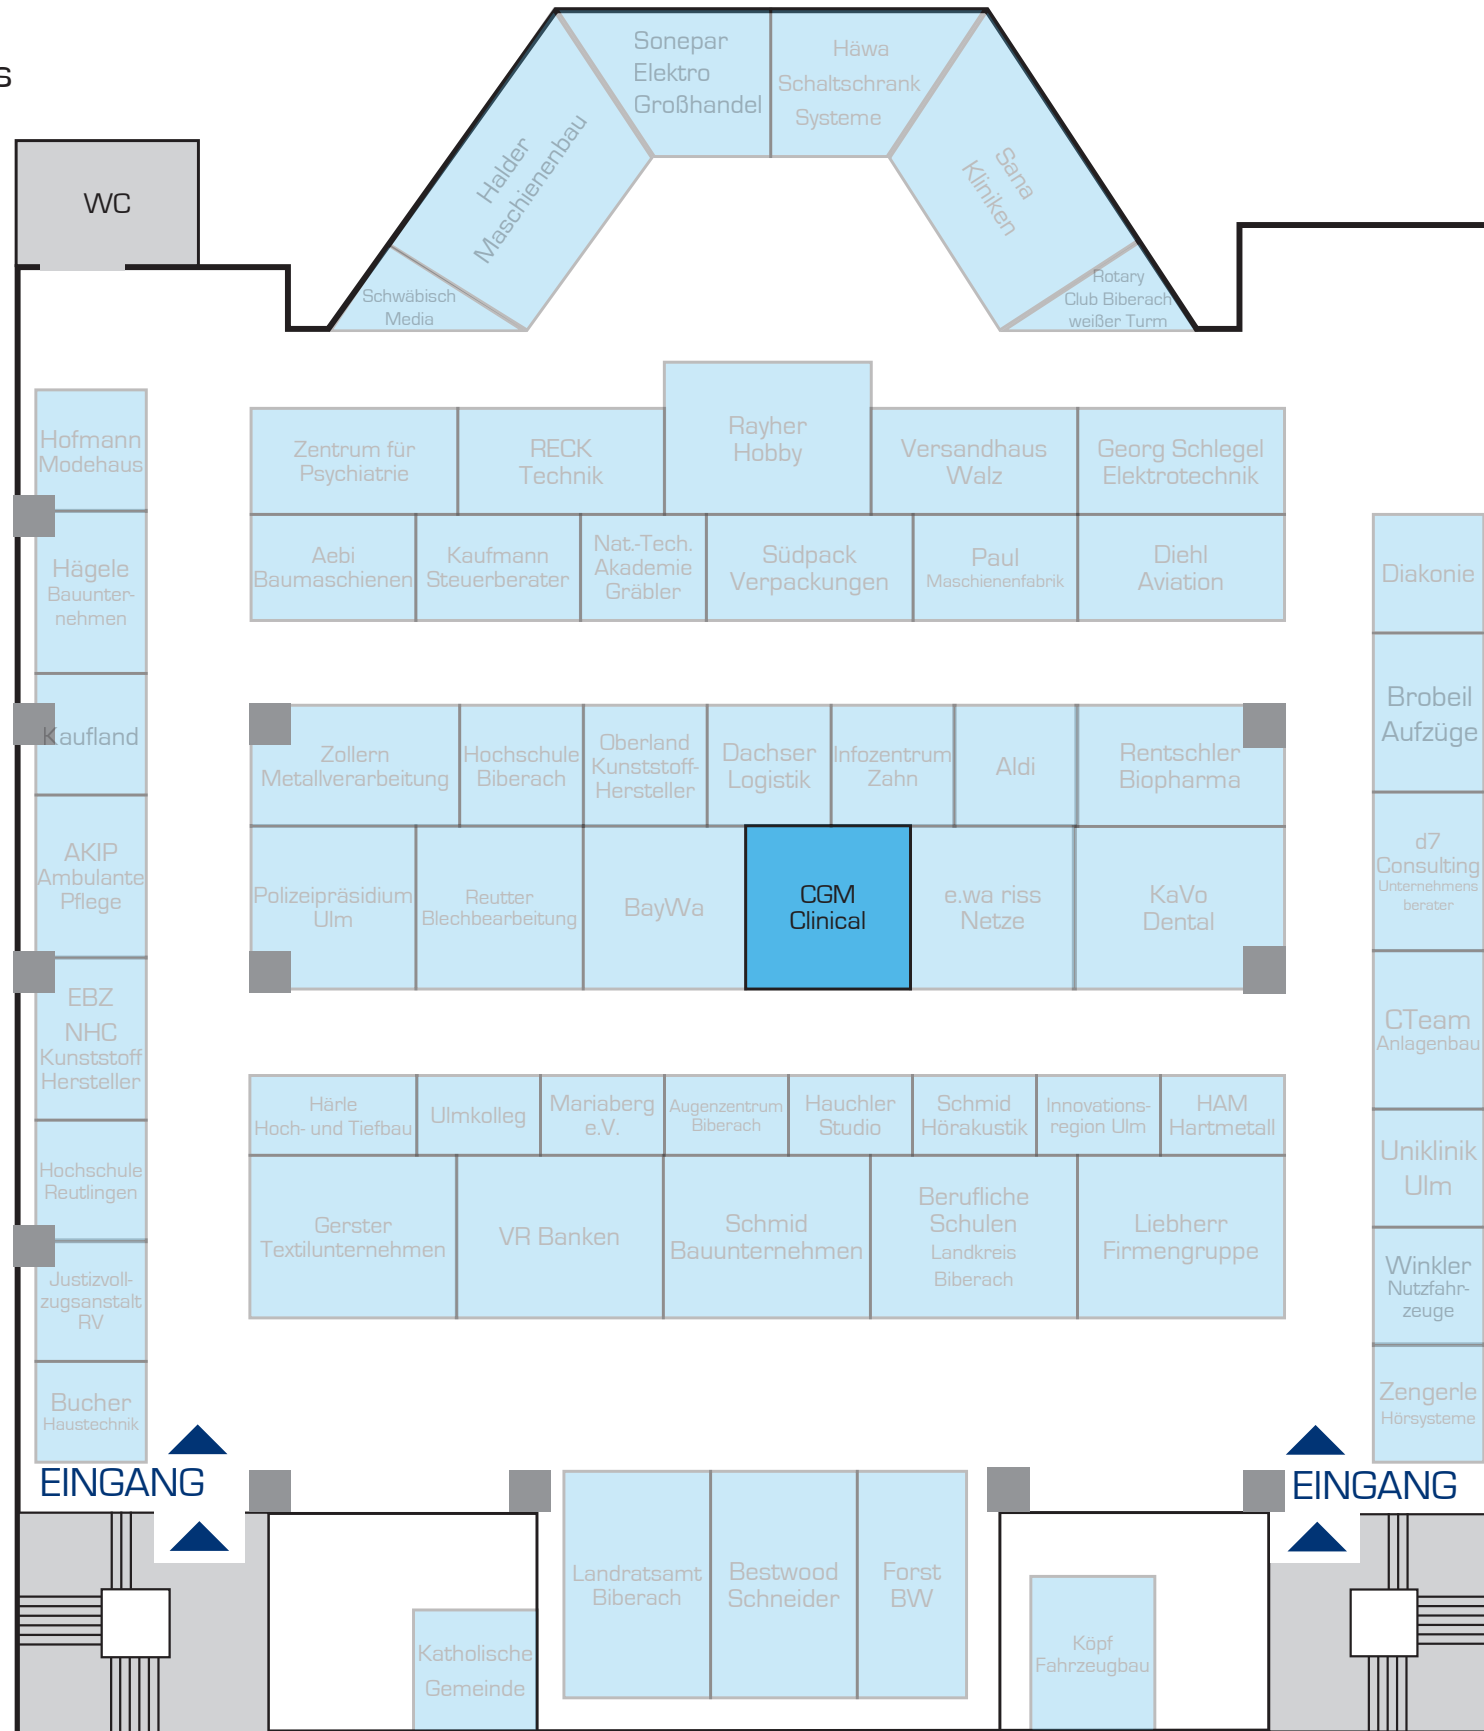 s
Sonepar
Elektro
Großhandel
Häwa
Schaltschrank
Systeme
Halder
Maschienenbau
Sana
Kliniken
WC
Schwäbisch
Media
Rotary
Club Biberach
weißer Turm
Hofmann
Modehaus
Zentrum für
Psychiatrie
RECK
Technik
Rayher
Hobby
Versandhaus
Walz
Georg Schlegel
Elektrotechnik
Hägele
Bauunter-
nehmen
Aebi
Baumaschienen
Kaufmann
Steuerberater
Nat.-Tech.
Akademie
Gräbler
Südpack
Verpackungen
Paul
Maschienenfabrik
Diehl
Aviation
Diakonie
Kaufland
Zollern
Metallverarbeitung
Hochschule
Biberach
Oberland
Kunststoff-
Hersteller
Dachser
Logistik
Infozentrum
Zahn
Aldi
Rentschler
Biopharma
Brobeil
Aufzüge
AKIP
Ambulante
Pflege
Polizeipräsidium
Ulm
Reutter
Blechbearbeitung
BayWa
CGM
Clinical
e.wa riss
Netze
KaVo
Dental
d7
Consulting
Unternehmens
berater
EBZ
NHC
Kunststoff
Hersteller
CTeam
Anlagenbau
Härle
Hoch- und Tiefbau
Ulmkolleg
Mariaberg
e.V.
Augenzentrum
Biberach
Hauchler
Studio
Schmid
Hörakustik
Innovations-
region Ulm
HAM
Hartmetall
Hochschule
Reutlingen
Gerster
Textilunternehmen
VR Banken
Schmid
Bauunternehmen
Berufliche
Schulen
Landkreis
Biberach
Liebherr
Firmengruppe
Uniklinik
Ulm
Justizvoll-
zugsanstalt
RV
Winkler
Nutzfahr-
zeuge
Bucher
Haustechnik
Zengerle
Hörsysteme
EINGANG
EINGANG
Landratsamt
Biberach
Bestwood
Schneider
Forst
BW
Katholische
Gemeinde
Köpf
Fahrzeugbau